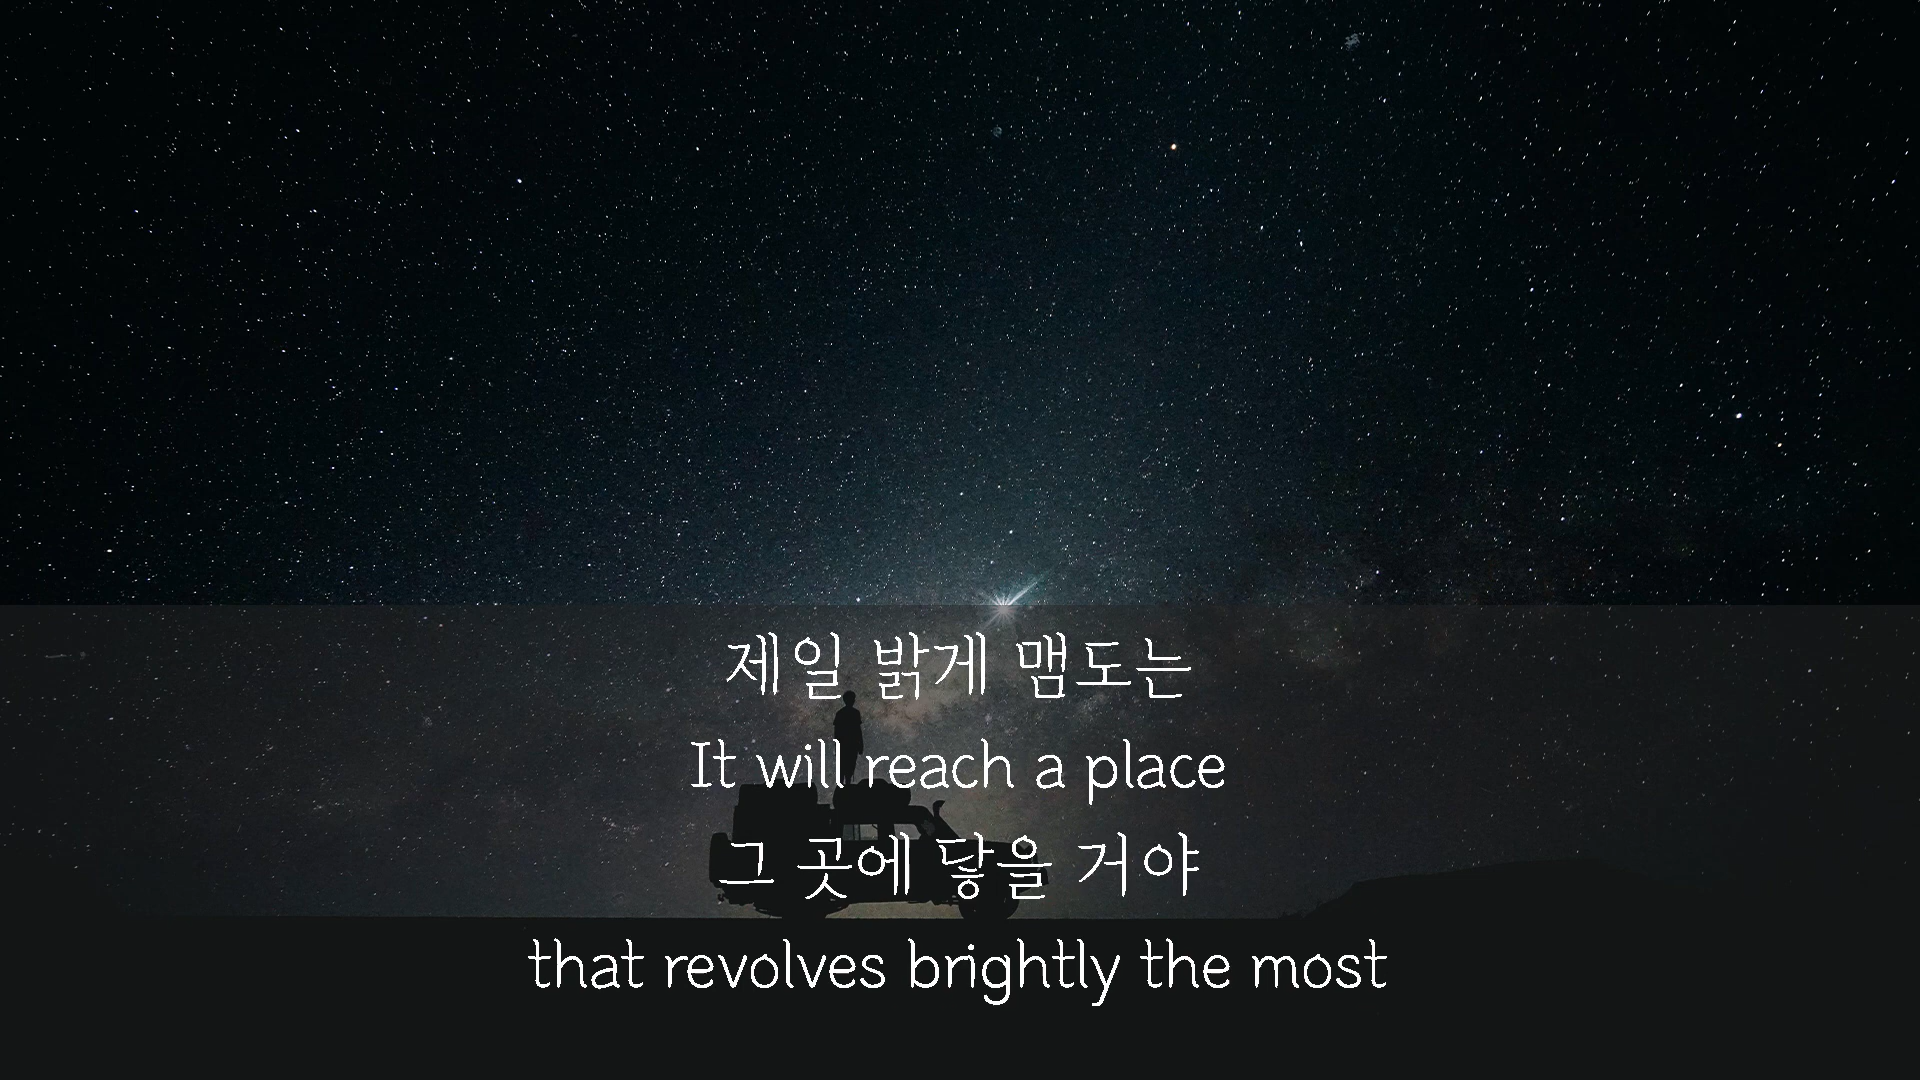 제일 밝게 맴도는
It will reach a place
그 곳에 닿을 거야
that revolves brightly the most